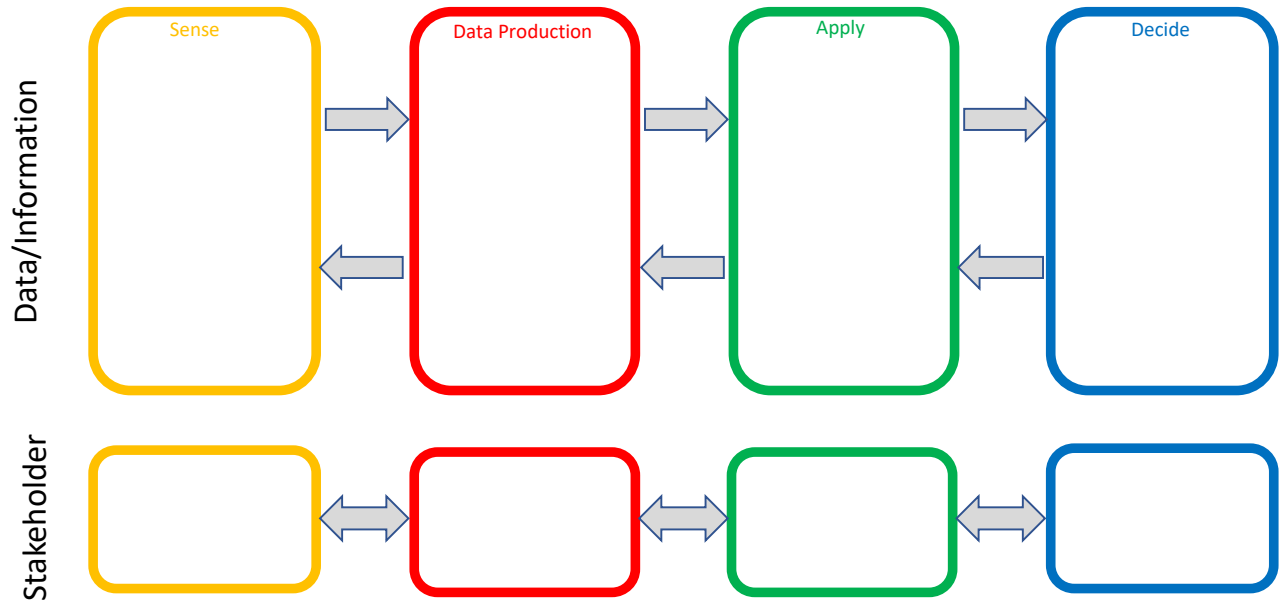 Sense
Data Production
Apply
Decide
Data/Information
Stakeholder